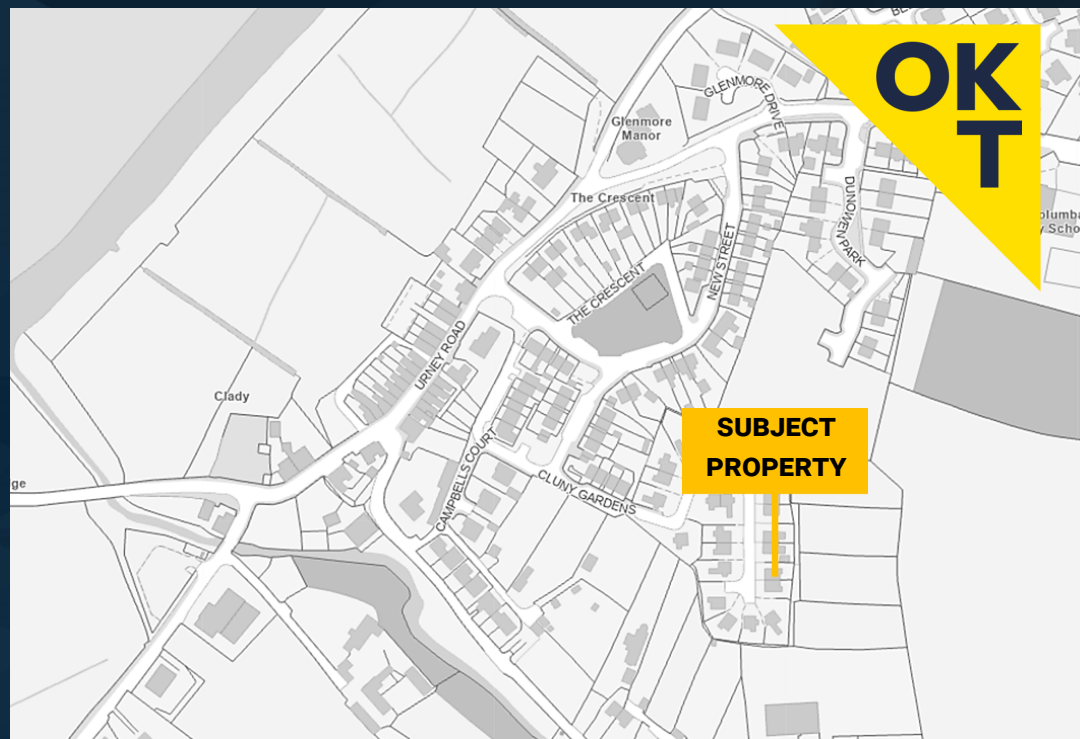 OK
T
GLENMORE DRIVE
Glenmore
Manor
The Crescent
DUNOWEN PARK
NEW STREET
THE CRESCENT
URNEY ROAD
Clady
SUBJECT
PROPERTY
CAMPBELLS COURT
CLUNY GARDENS